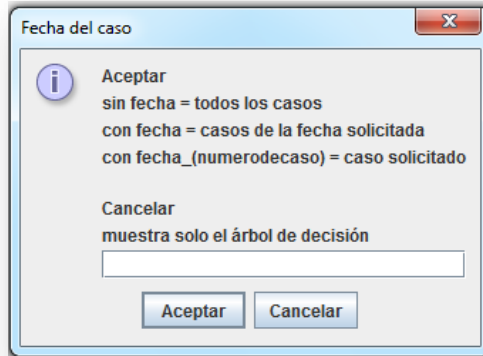 Fecha del caso
Aceptar
sin fecha = todos los casos
con fecha = casos de la fecha solicitada
con fecha_(numerodecaso) = caso solicitado
Cancelar
muestra solo el árbol de decisión
Aceptar Cancelar